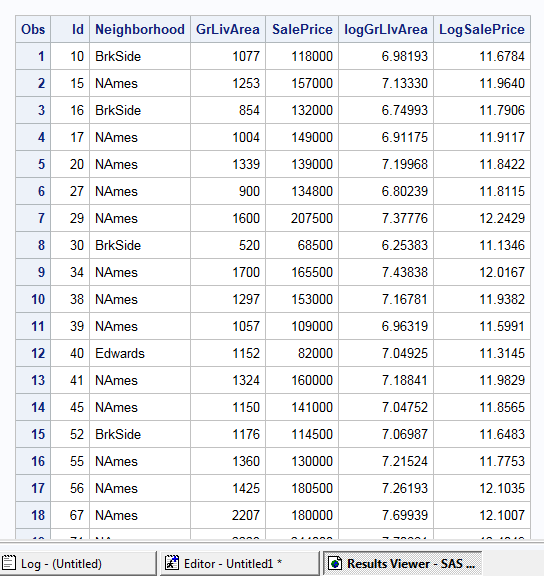 Obs Id Neighborhood GrLivArea SalePrice logGrLIvArea LogSalePrice
1 10 BrkSide 1077 118000 6.98193 11.6784
2 15 NAmes 1253 157000 7.13330 11.9640
3 16 BrkSide 854 132000 6.74993 11.7906
4 17 NAmes 1004 149000 6.91175 11.9117
5 20 NAmes 1339 139000 7.19968 11.8422
6 27 NAmes 900 134800 6.80239 11.8115
7 29 NAmes 1600 207500 7.37776 12.2429
8 30 BrkSide 520 68500 6.25383 11.1346
9 34 NAmes 1700 165500 7.43838 12.0167
10 38 NAmes 1297 153000 7.16781 11.9382
11 39 NAmes 1057 109000 6.96319 11.5991
12 40 Edwards 1152 82000 7.04925 11.3145
13 41 NAmes 1324 160000 7.18841 11.9829
14 45 NAmes 1150 141000 7.04752 11.8565
15 52 BrkSide 1176 114500 7.06987 11.6483
16 55 NAmes 1360 130000 7.21524 11.7753
17 56 NAmes 1425 180500 7.26193 12.1035
18 67 NAmes 2207 180000 7.69939 12.1007
Log - (Untitled) Editor - Untitled1 * Results Viewer - SAS ...